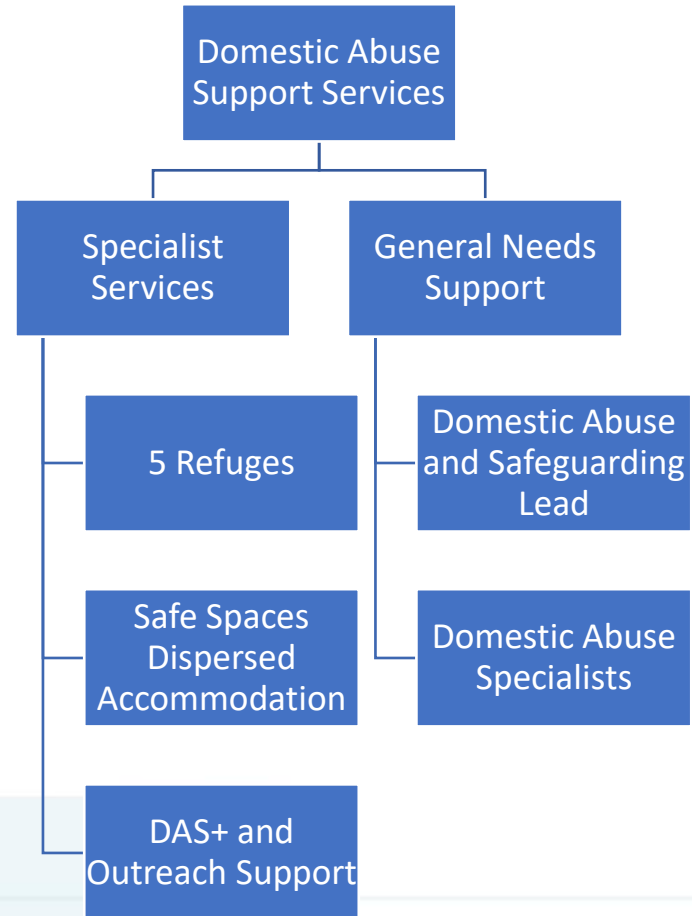 Domestic Abuse
Support Services
Specialist
Services
General Needs
Support
5 Refuges
Domestic Abuse
and Safeguarding
Lead
Safe Spaces
Dispersed
Accommodation
Domestic Abuse
Specialists
DAS+ and
Outreach Support